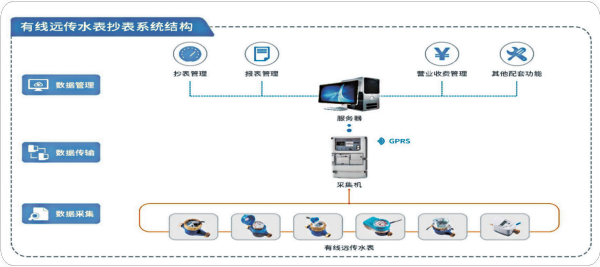 有线远传水表抄表系统结构
抄表管理
报表管理
营业收费管理
其他配套功能
数据管理
服务器
GPRS
数据传输
采集机
数据采集
有线远传水表